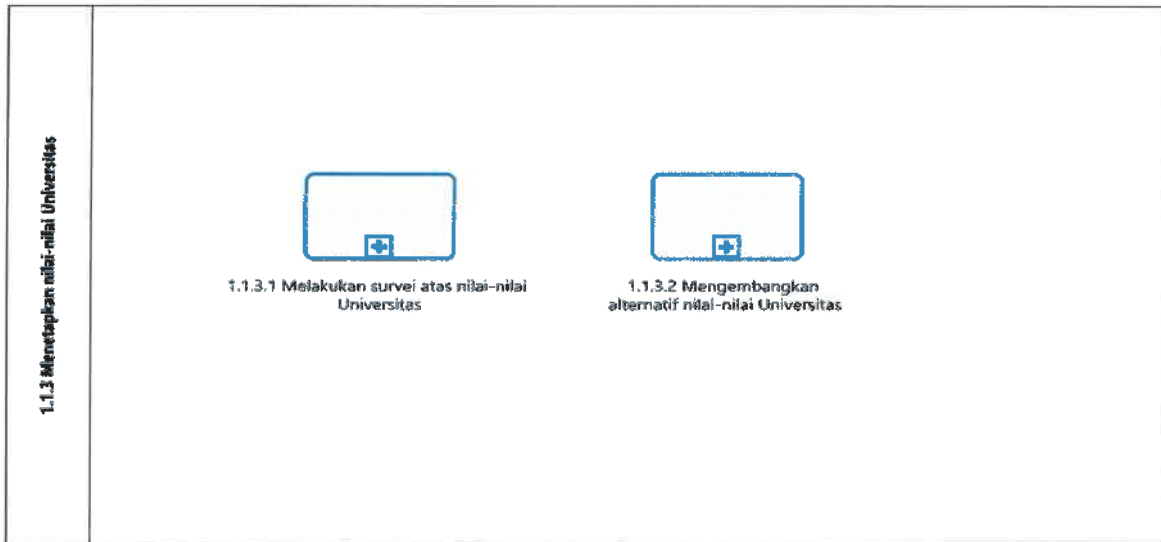 1.1.3 Menetapkan nilai-nilai Universitas
1.1.3.1 Melakukan survei atas nilai-nilai
Universitas
1.1.3.2 Mengembangkan
alternatif nilai-nilai Universitas